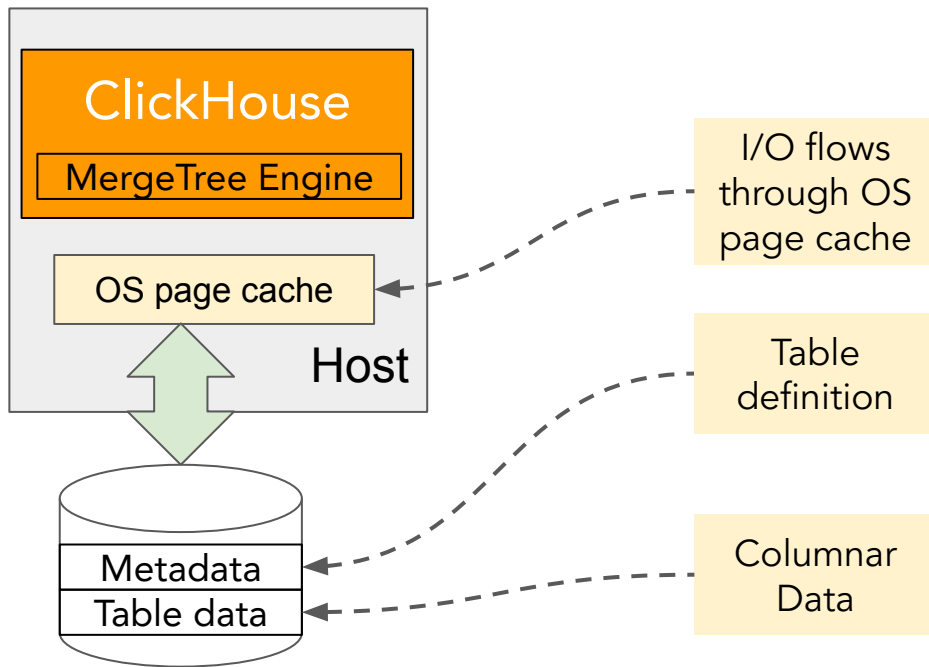 ClickHouse
MergeTree Engine
OS page cache
Host
Metadata
Table data
I/O flows
through OS
page cache
Table
definition
Columnar
Data